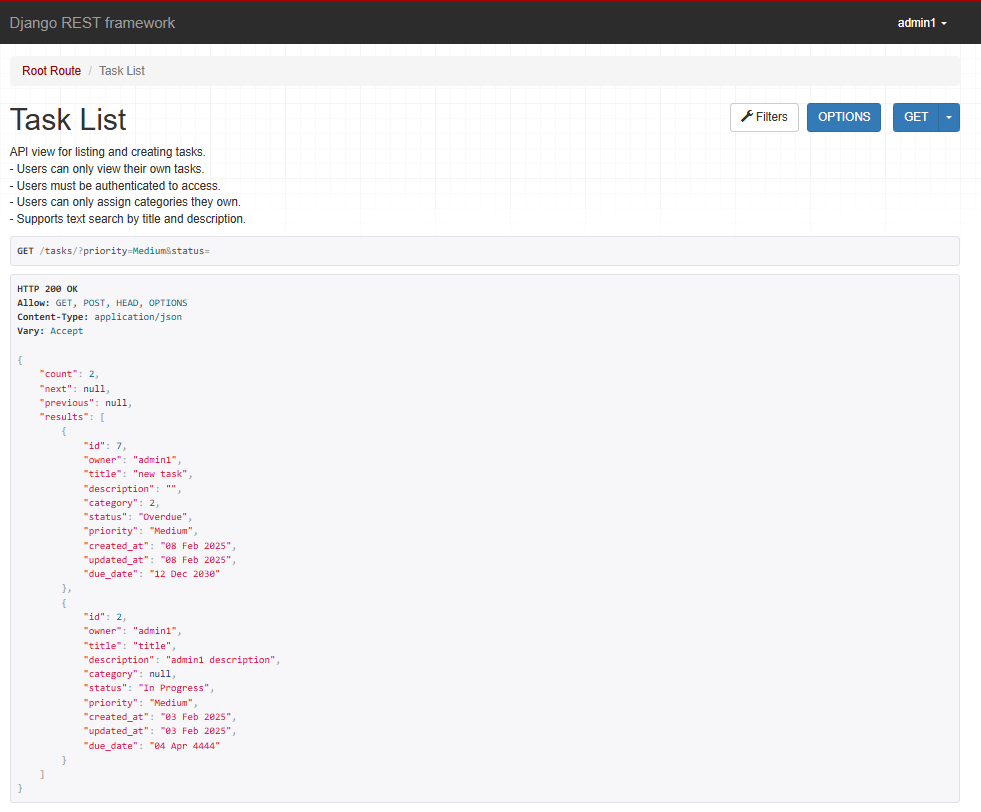 Django REST framework
admin1
Root Route / Task List
Task List
Filters
OPTIONS
GET
API view for listing and creating tasks.
- Users can only view their own tasks.
- Users must be authenticated to access.
- Users can only assign categories they own.
- Supports text search by title and description.
GET /tasks/?priority=Medium&status=
HTTP 200 OK
Allow: GET, POST, HEAD, OPTIONS
Content-Type: application/json
Vary: Accept
{
    "count": 2,
    "next": null,
    "previous": null,
    "results": [
        {
            "id": 7,
            "owner": "admin1",
            "title": "new task",
            "description": "",
            "category": 2,
            "status": "Overdue",
            "priority": "Medium",
            "created_at": "08 Feb 2025",
            "updated_at": "08 Feb 2025",
            "due_date": "12 Dec 2030"
        },
        {
            "id": 2,
            "owner": "admin1",
            "title": "title",
            "description": "admin1 description",
            "category": null,
            "status": "In Progress",
            "priority": "Medium",
            "created_at": "03 Feb 2025",
            "updated_at": "03 Feb 2025",
            "due_date": "04 Apr 4444"
        }
    ]
}